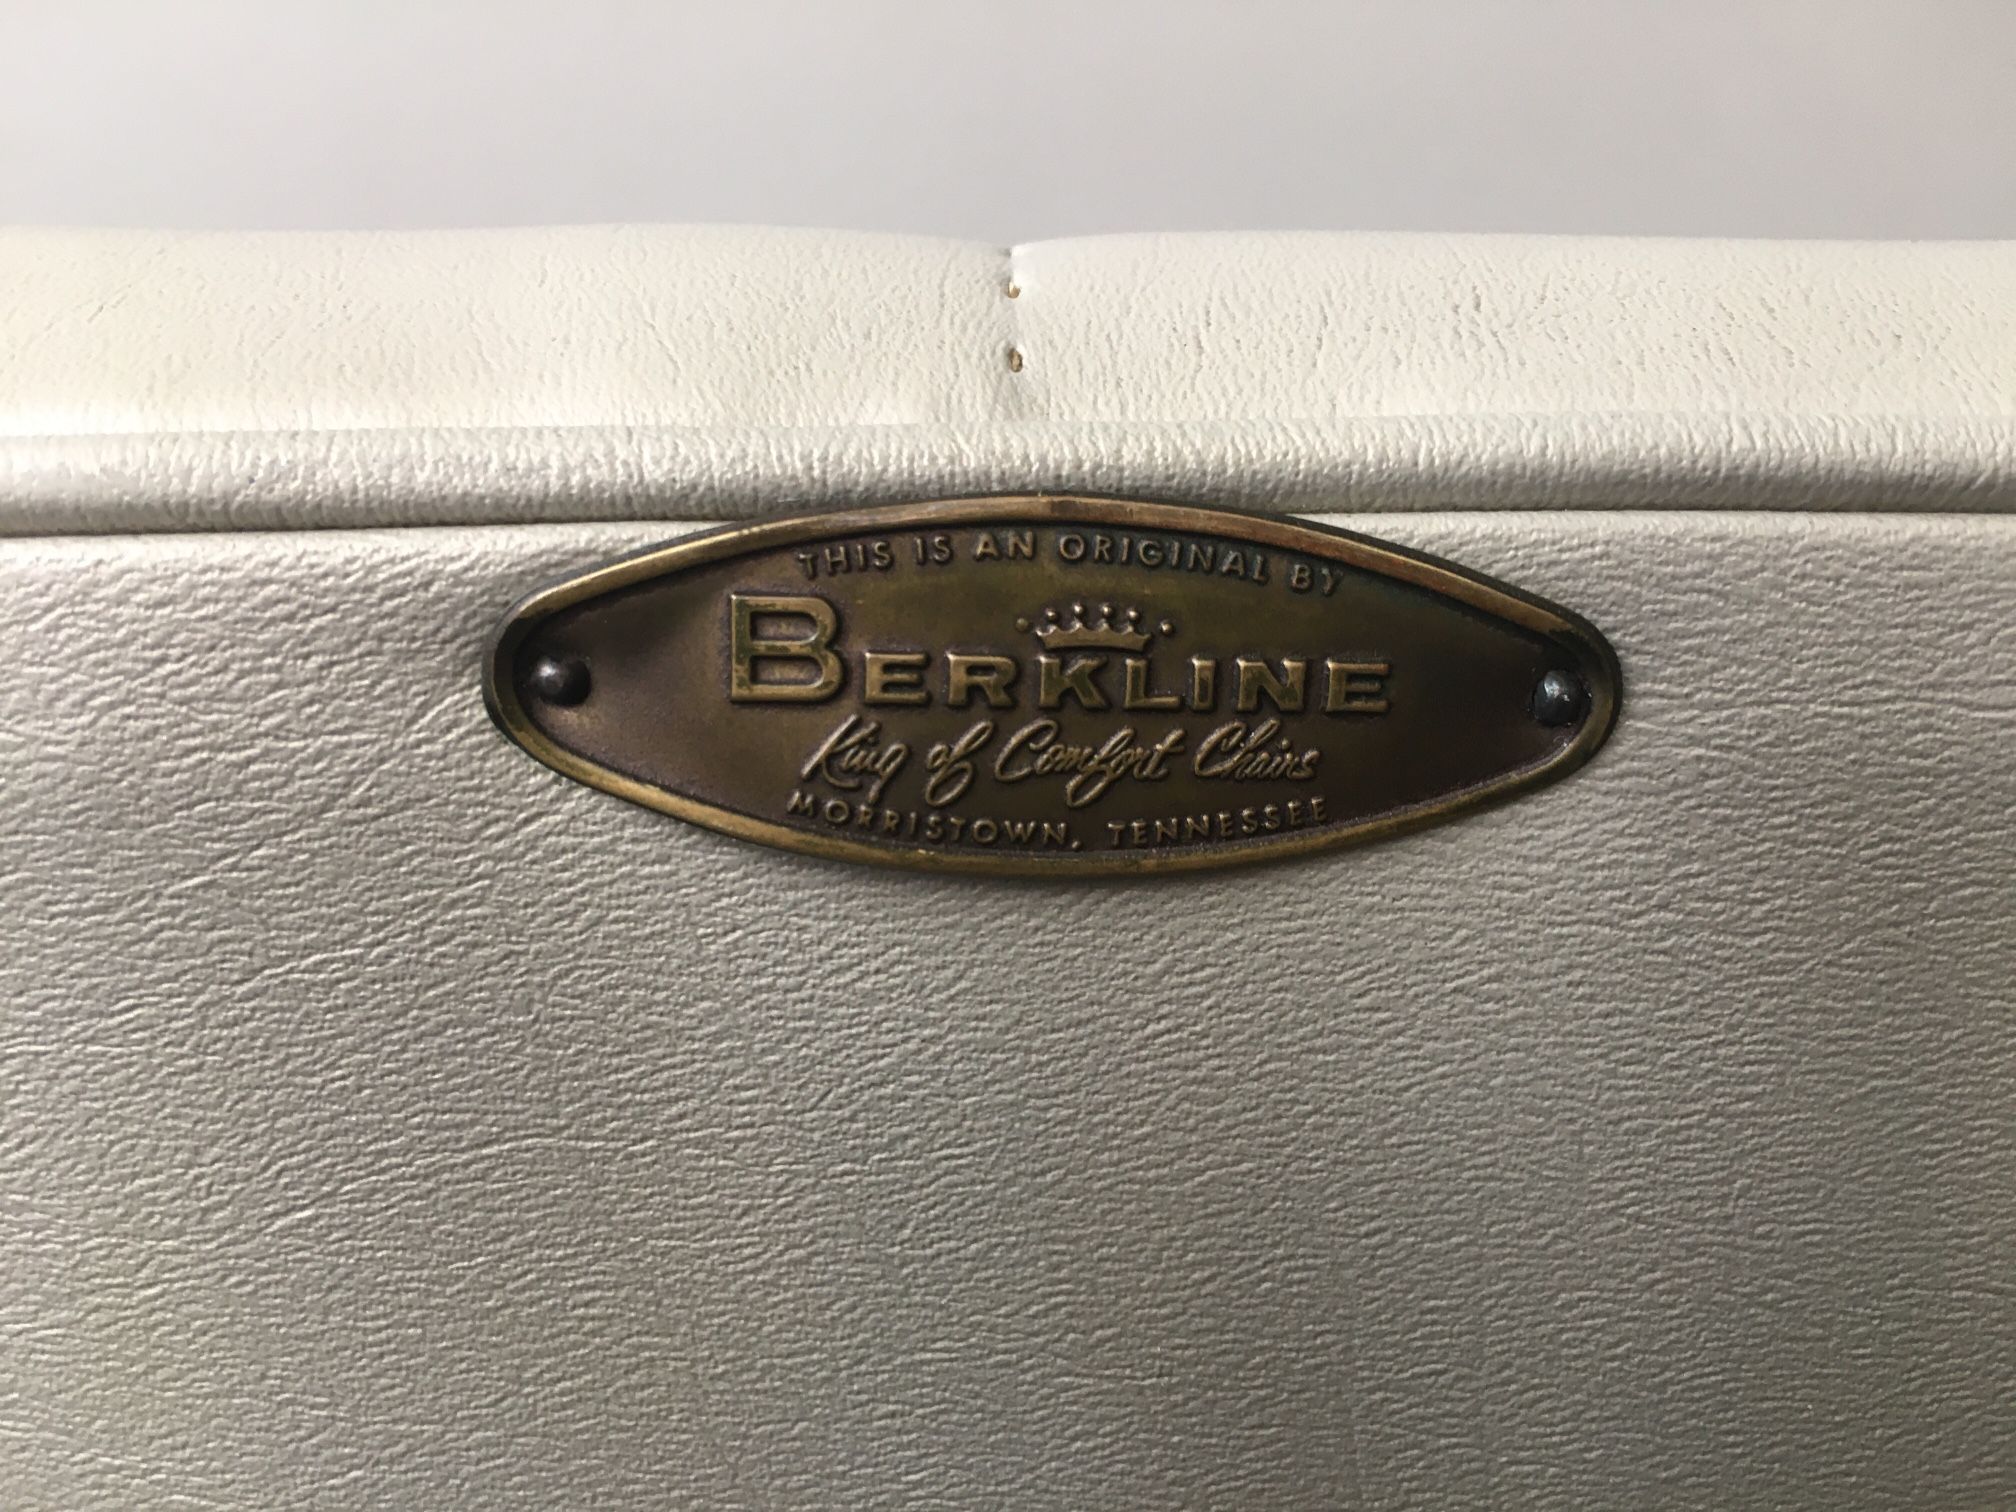 THIS IS AN ORIGINAL BY
BERKLINE
King of Comfort Chairs
MORRISTOWN, TENNESSEE